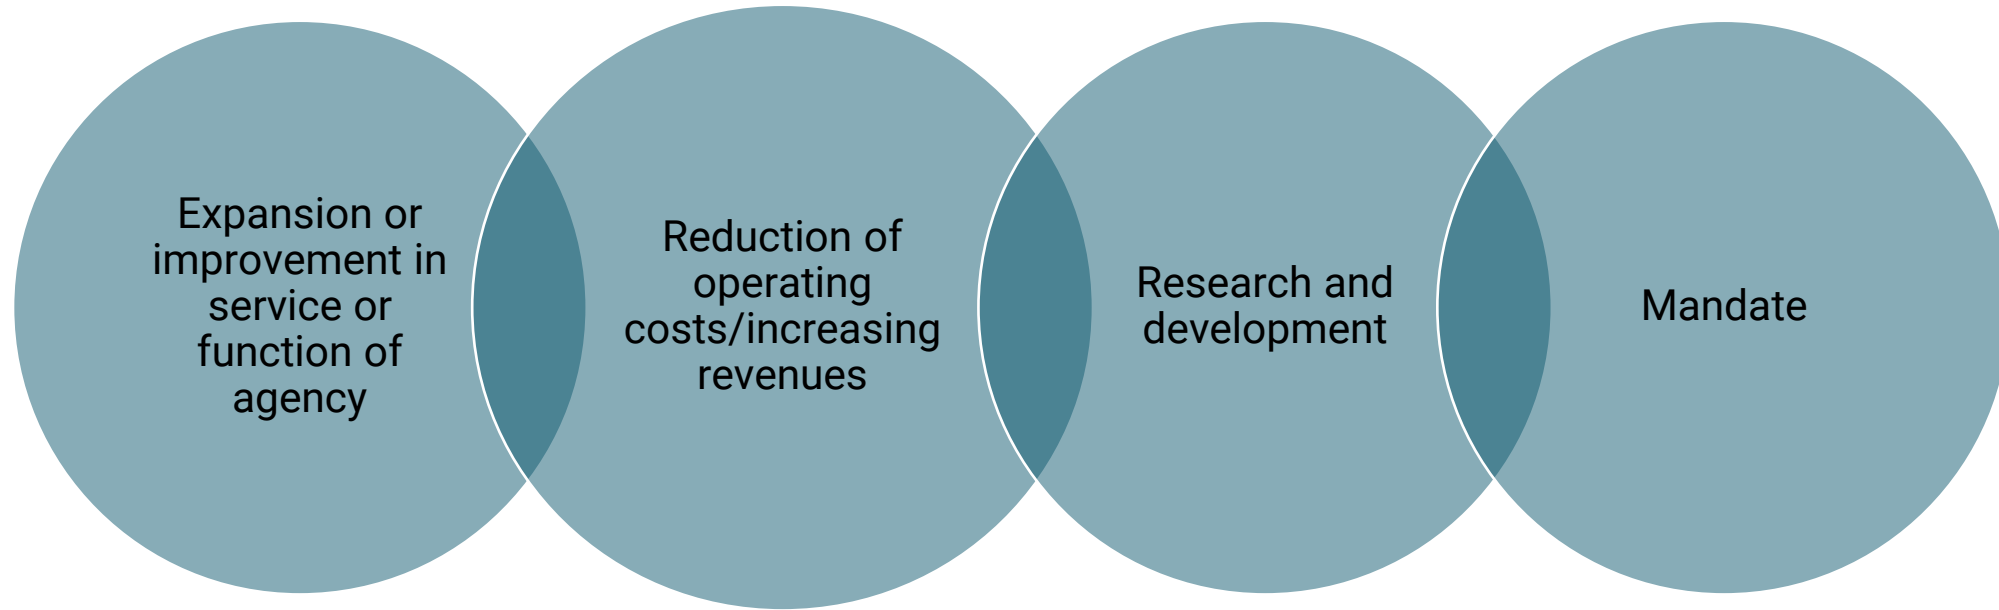 Expansion or
improvement in
service or
function of
agency
Reduction of
operating
costs/increasing
revenues
Research and
development
Mandate